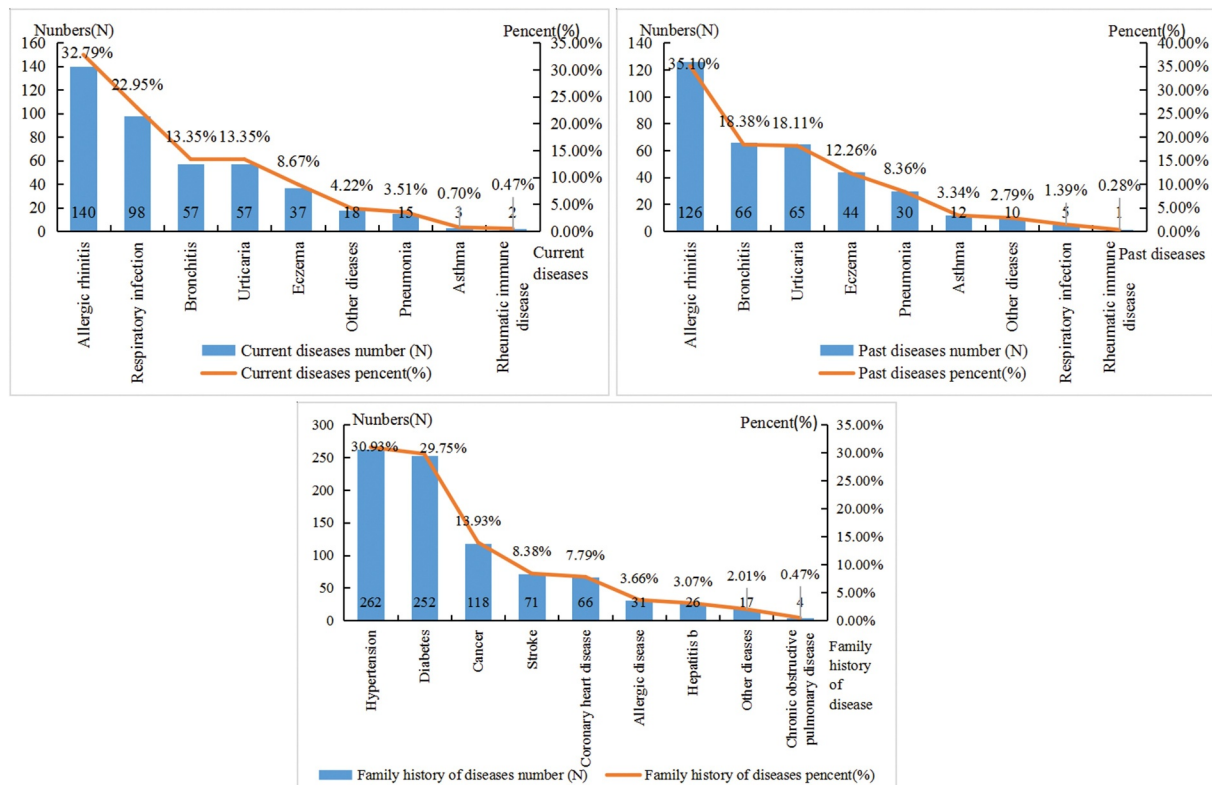 Nunbers(N)
Pencent(%)
160
140
120
100
80
60
40
20
0
32.79%
22.95%
13.35%
13.35%
8.67%
4.22%
3.51%
0.70%
0.47%
140
98
57
57
37
18
15
3
2
35.00%
30.00%
25.00%
20.00%
15.00%
10.00%
5.00%
0.00%
Allergic rhinitis
Respiratory infection
Bronchitis
Urticaria
Eczema
Other dieases
Pneumonia
Asthma
Rheumatic immune
disease
Current
diseases
Current diseases number (N)
Current diseases pencent(%)
Nunbers(N)
Pencent(%)
140
120
100
80
60
40
20
0
35.10%
18.38%
18.11%
12.26%
8.36%
3.34%
2.79%
1.39%
0.28%
126
66
65
44
30
12
10
5
1
40.00%
35.00%
30.00%
25.00%
20.00%
15.00%
10.00%
5.00%
0.00%
Allergic rhinitis
Bronchitis
Urticaria
Eczema
Pneumonia
Asthma
Other dieases
Respiratory infection
Rheumatic immune
disease
Past diseases
Past diseases number (N)
Past diseases pencent(%)
Nunbers(N)
Pencent(%)
300
250
200
150
100
50
0
30.93%
29.75%
13.93%
8.38%
7.79%
3.66%
3.07%
2.01%
0.47%
262
252
118
71
66
31
26
17
4
35.00%
30.00%
25.00%
20.00%
15.00%
10.00%
5.00%
0.00%
Hypertension
Diabetes
Cancer
Stroke
Coronary heart disease
Allergic disease
Hepatitis b
Other dieases
Chronic obstructive
pulmonary disease
Family
history
of
disease
Family history of diseases number (N)
Family history of diseases pencent(%)